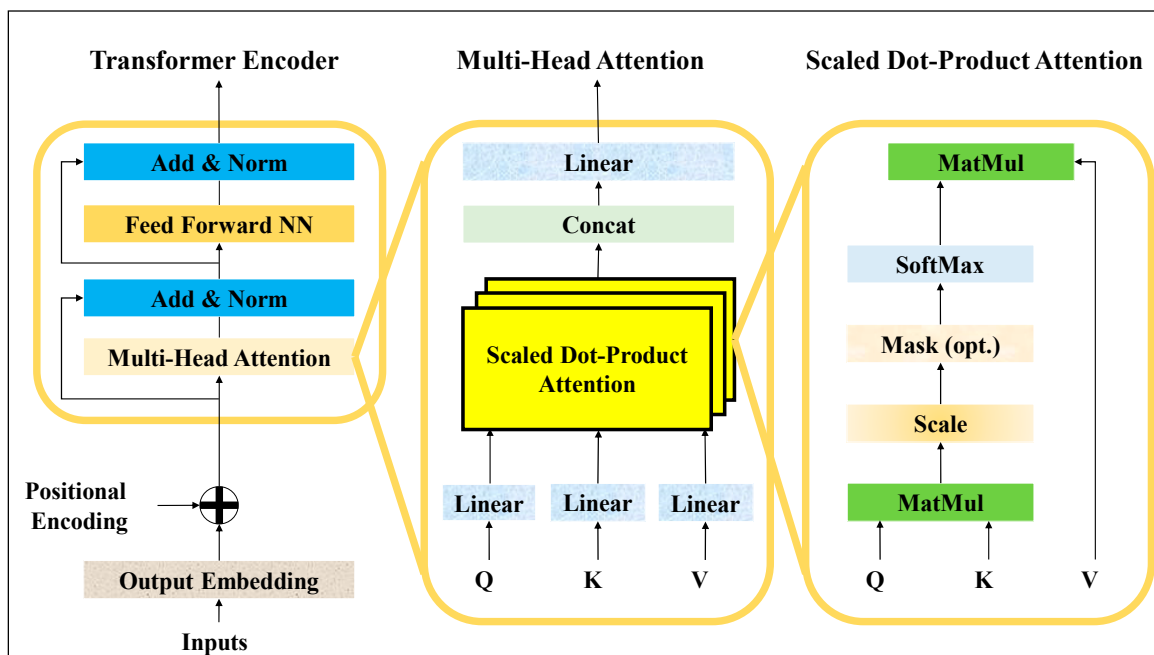 Transformer Encoder
Add & Norm
Feed Forward NN
Add & Norm
Multi-Head Attention
Positional
Encoding
Output Embedding
Inputs
Multi-Head Attention
Linear
Concat
Scaled Dot-Product
Attention
Linear
Linear
Linear
Q
K
V
Scaled Dot-Product Attention
MatMul
SoftMax
Mask (opt.)
Scale
MatMul
Q
K
V